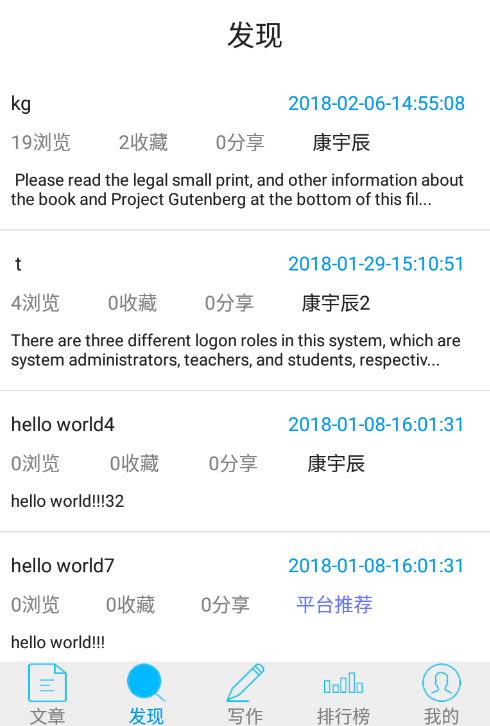 发现
kg 2018-02-06-14:55:08
19浏览 2收藏 0分享 康宇辰
Please read the legal small print, and other information about
the book and Project Gutenberg at the bottom of this fil...
t 2018-01-29-15:10:51
4浏览 0收藏 0分享 康宇辰2
There are three different logon roles in this system, which are
system administrators, teachers, and students, respectiv...
hello world4 2018-01-08-16:01:31
0浏览 0收藏 0分享 康宇辰
hello world!!!32
hello world7 2018-01-08-16:01:31
0浏览 0收藏 0分享 平台推荐
hello world!!!
文章 发现 写作 排行榜 我的